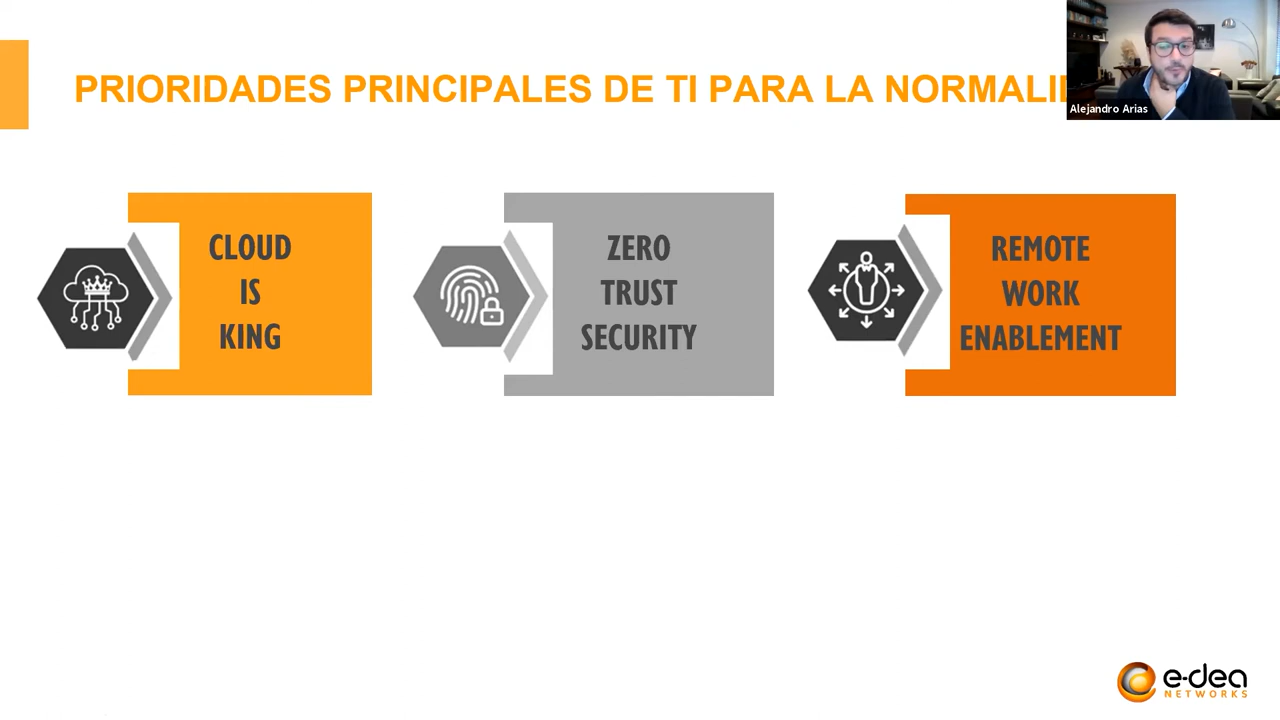 PRIORIDADES PRINCIPALES DE TI PARA LA
Alejandro Arias
CLOUD
IS
KING
ZERO
TRUST
SECURITY
REMOTE
WORK
ENABLEMENT
e-dea
NETWORKS